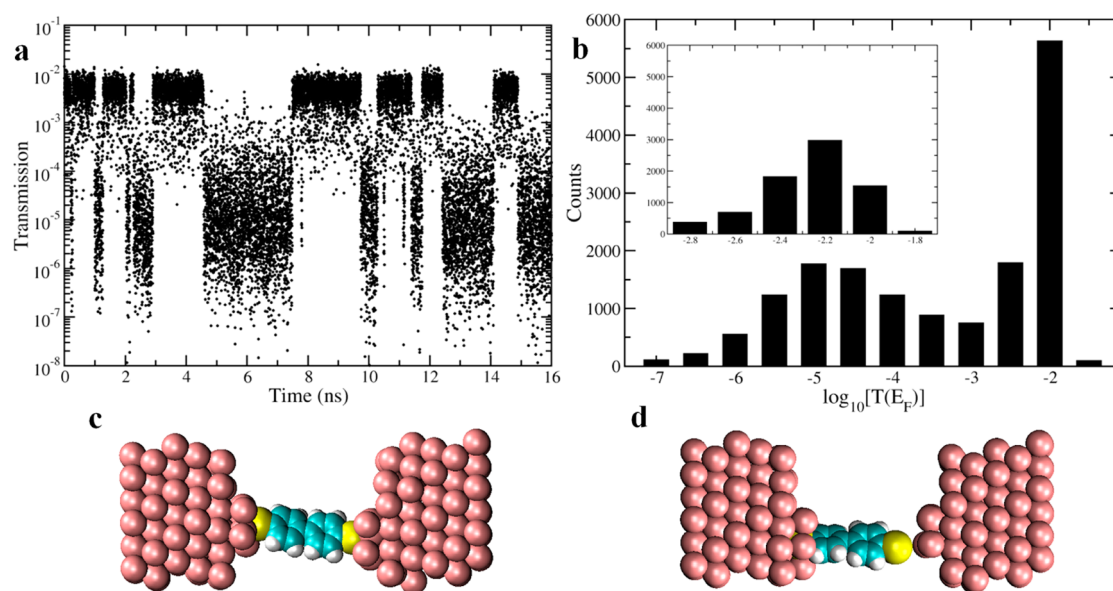 a
Transmission
10^-1
10^-2
10^-3
10^-4
10^-5
10^-6
10^-7
10^-8
0 2 4 6 8 10 12 14 16
Time (ns)
b
Counts
6000
5000
4000
3000
2000
1000
0
6000
5000
4000
3000
2000
1000
0
-2.8 -2.6 -2.4 -2.2 -2 -1.8
-7 -6 -5 -4 -3 -2
log10[T(EF)]
c
d